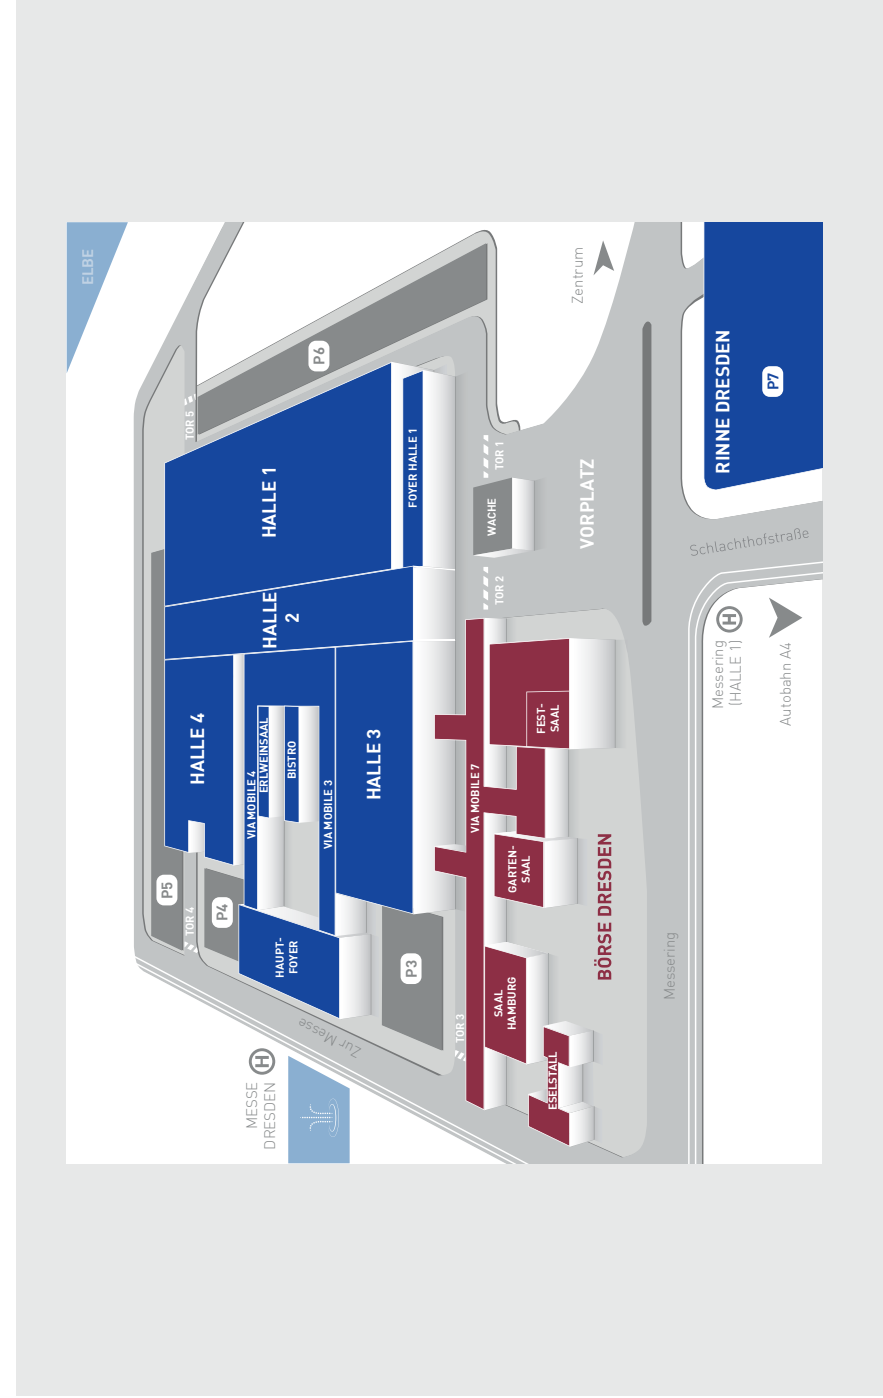 ELBE
Zentrum
P6
RINNE DRESDEN
P7
TOR 5
HALLE 1
FOYER HALLE 1
TOR 1
WACHE
VORPLATZ
Schlachthofstraße
TOR 2
HALLE
2
Messering
(HALLE 1)
H
Autobahn A4
HALLE 4
VIA MOBILE 4
ERLWEINSAAL
BISTRO
VIA MOBILE 3
HALLE 3
VIA MOBILE 7
FEST-
SAAL
GARTEN-
SAAL
BÖRSE DRESDEN
P5
TOR 4
P4
HAUPT-
FOYER
P3
SAAL
HAMBURG
Messering
Zur Messe
TOR 3
ESELSTALL
MESSE
DRESDEN
H